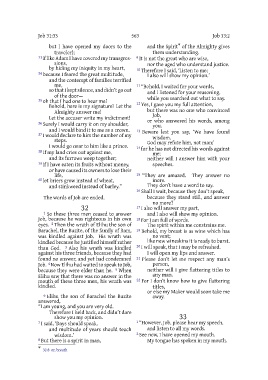 Job 31:33
563
Job 33:2
but I have opened my doors to the
traveler);
33 if like Adam I have covered my transgressions,
by hiding my iniquity in my heart,
34 because I feared the great multitude,
and the contempt of families terrified
me,
so that I kept silence, and didn't go out
of the door—
35 oh that I had one to hear me!
Behold, here is my signature! Let the
Almighty answer me!
Let the accuser write my indictment!
36 Surely I would carry it on my shoulder,
and I would bind it to me as a crown.
37 I would declare to him the number of my
steps.
I would go near to him like a prince.
38 If my land cries out against me,
and its furrows weep together;
39 if I have eaten its fruits without money,
or have caused its owners to lose their
life,
40 let briers grow instead of wheat,
and stinkweed instead of barley."
The words of Job are ended.
32
1 So these three men ceased to answer
Job, because he was righteous in his own
eyes. 2 Then the wrath of Elihu the son of
Barachel, the Buzite, of the family of Ram,
was kindled against Job. His wrath was
kindled because he justified himself rather
than God. 3 Also his wrath was kindled
against his three friends, because they had
found no answer, and yet had condemned
Job. 4 Now Elihu had waited to speak to Job,
because they were older than he. 5 When
Elihu saw that there was no answer in the
mouth of these three men, his wrath was
kindled.
6 Elihu the son of Barachel the Buzite
answered,
"I am young, and you are very old.
Therefore I held back, and didn't dare
show you my opinion.
7 I said, 'Days should speak,
and multitude of years should teach
wisdom.'
8 But there is a spirit in man,
and the Spirit* of the Almighty gives
them understanding.
9 It is not the great who are wise,
nor the aged who understand justice.
10 Therefore I said, 'Listen to me;
I also will show my opinion.'
11 "Behold, I waited for your words,
and I listened for your reasoning,
while you searched out what to say.
12 Yes, I gave you my full attention,
but there was no one who convinced
Job,
or who answered his words, among
you.
13 Beware lest you say, 'We have found
wisdom.
God may refute him, not man;'
14 for he has not directed his words against
me;
neither will I answer him with your
speeches.
15 "They are amazed. They answer no
more.
They don't have a word to say.
16 Shall I wait, because they don't speak,
because they stand still, and answer
no more?
17 I also will answer my part,
and I also will show my opinion.
18 For I am full of words.
The spirit within me constrains me.
19 Behold, my breast is as wine which has
no vent;
like new wineskins it is ready to burst.
20 I will speak, that I may be refreshed.
I will open my lips and answer.
21 Please don't let me respect any man's
person,
neither will I give flattering titles to
any man.
22 For I don't know how to give flattering
titles,
or else my Maker would soon take me
away.
33
1 "However, Job, please hear my speech,
and listen to all my words.
2 See now, I have opened my mouth.
My tongue has spoken in my mouth.